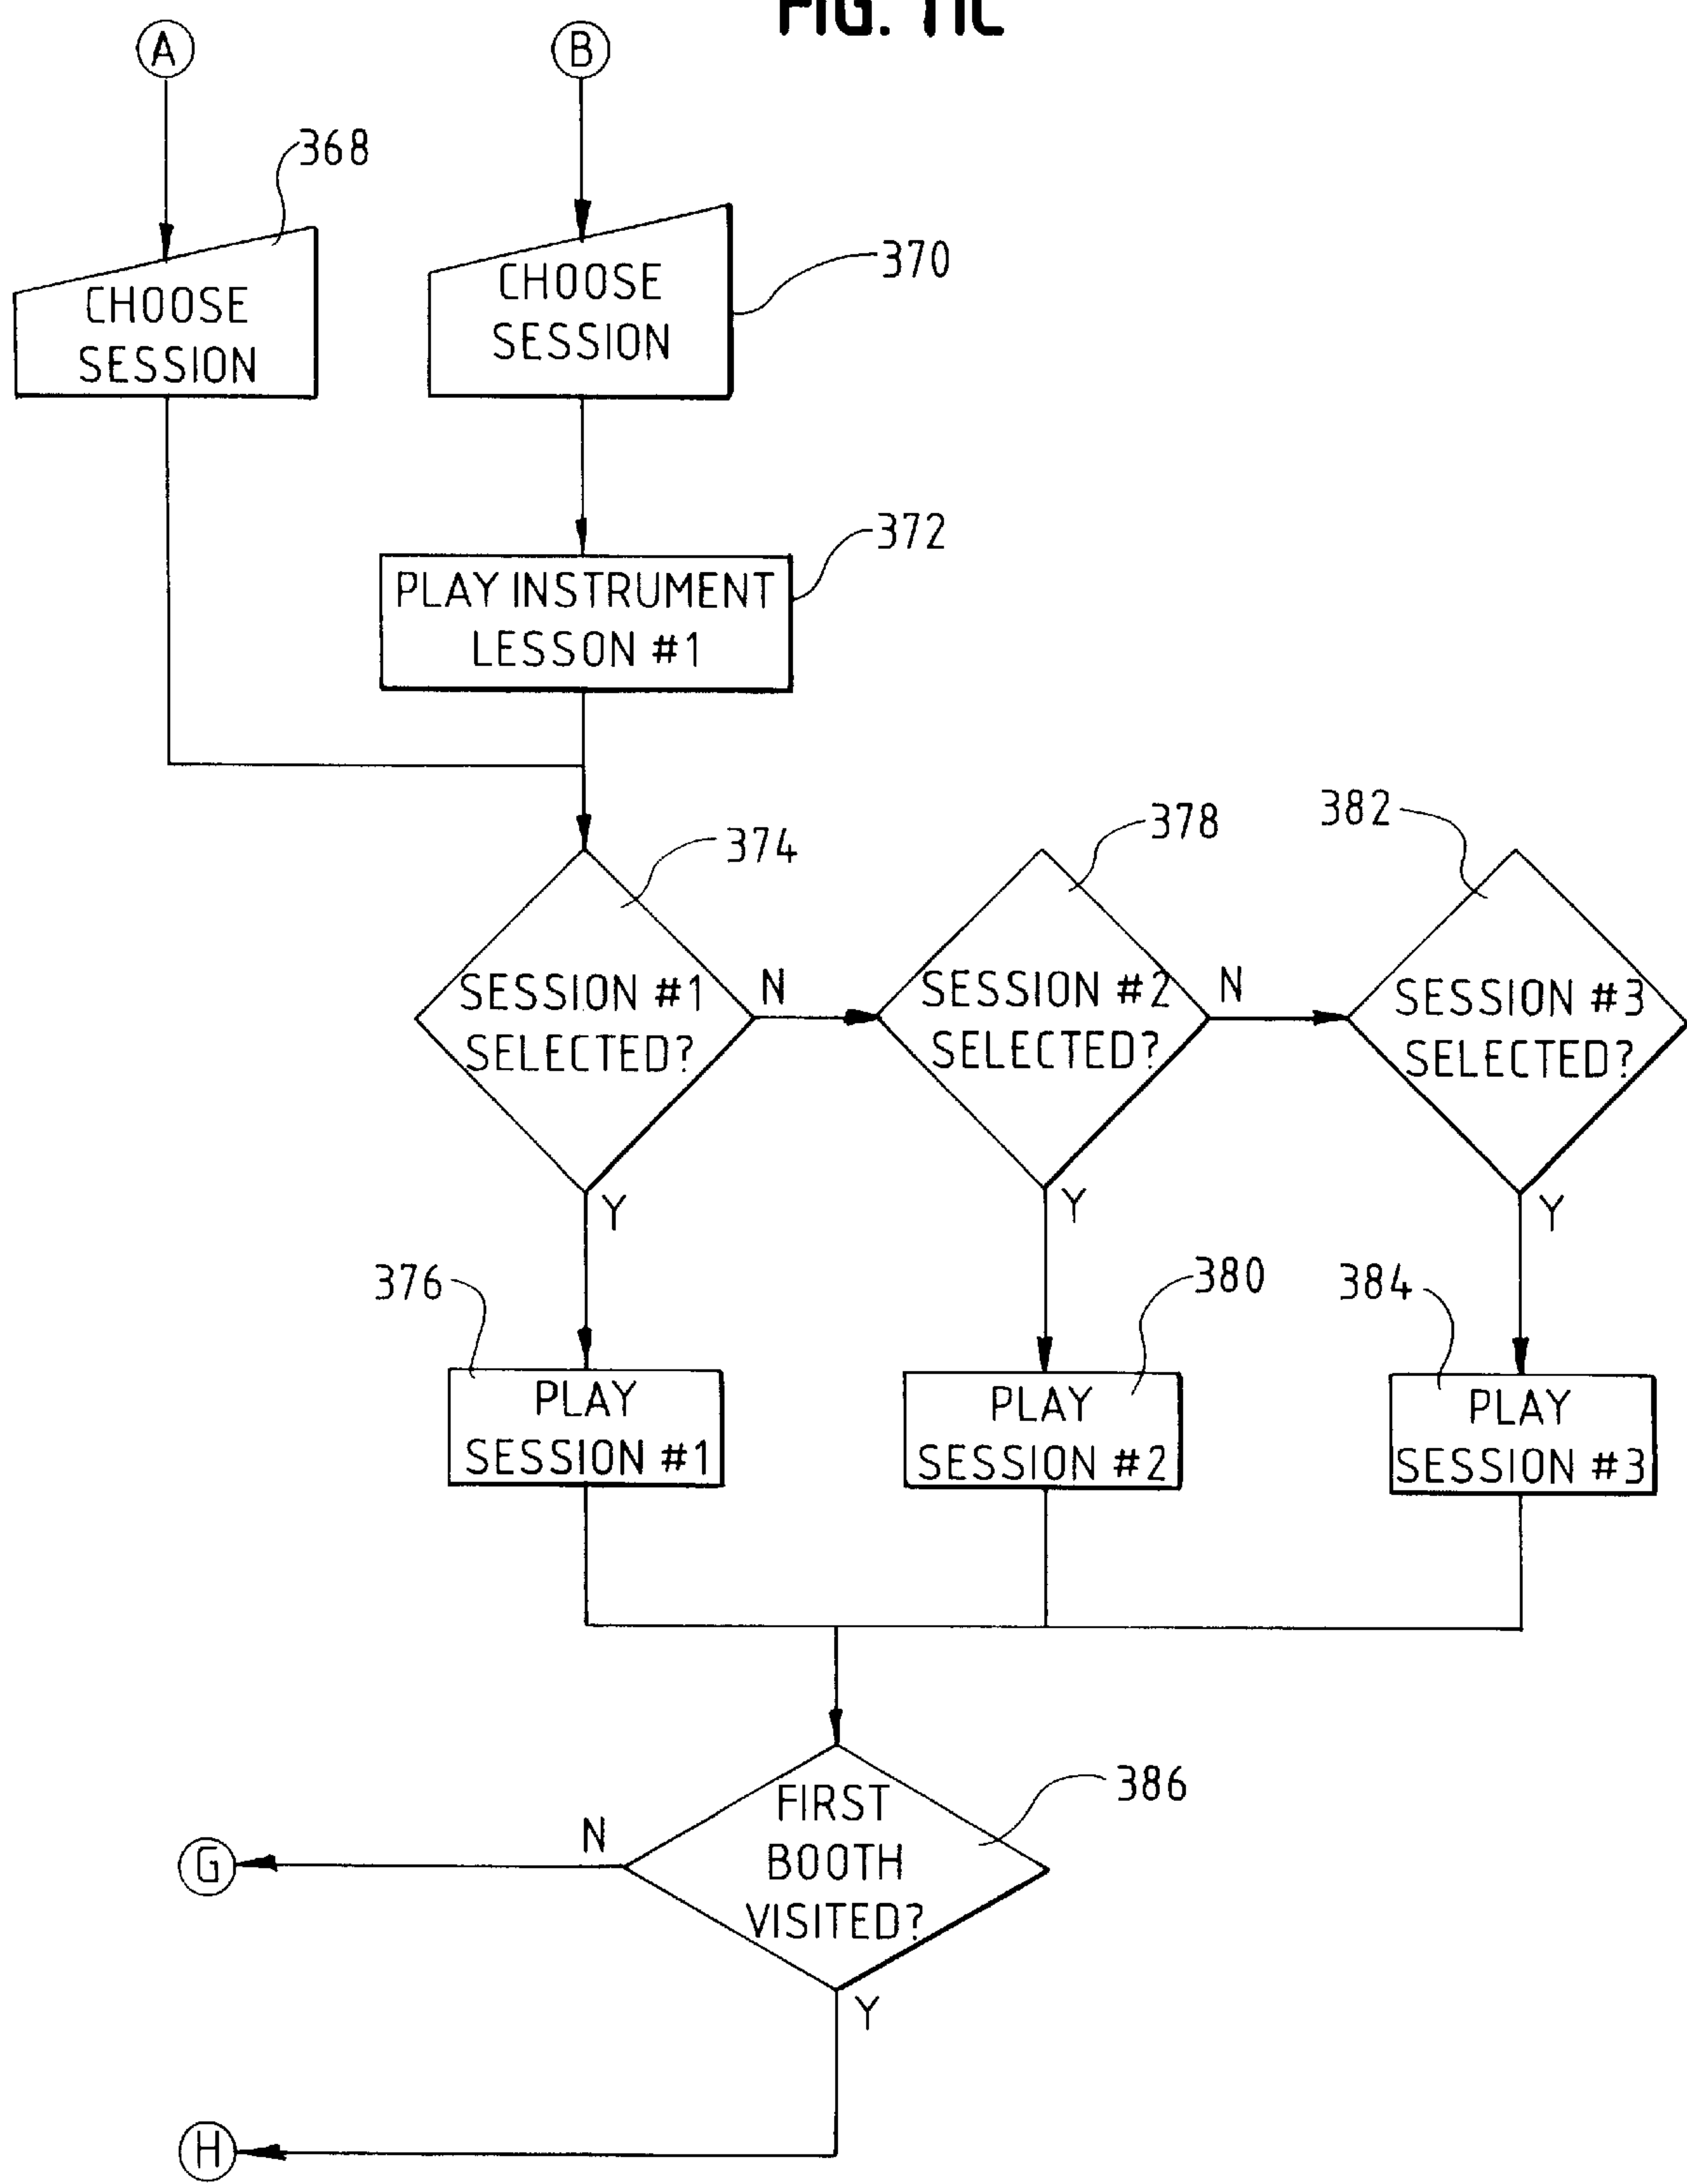 FIG. 11C
A
B
368
CHOOSE
SESSION
370
CHOOSE
SESSION
372
PLAY INSTRUMENT
LESSON #1
374
378
382
SESSION #1
SELECTED?
N
SESSION #2
SELECTED?
N
SESSION #3
SELECTED?
Y
Y
Y
376
380
384
PLAY
SESSION #1
PLAY
SESSION #2
PLAY
SESSION #3
386
FIRST
BOOTH
VISITED?
N
G
Y
H